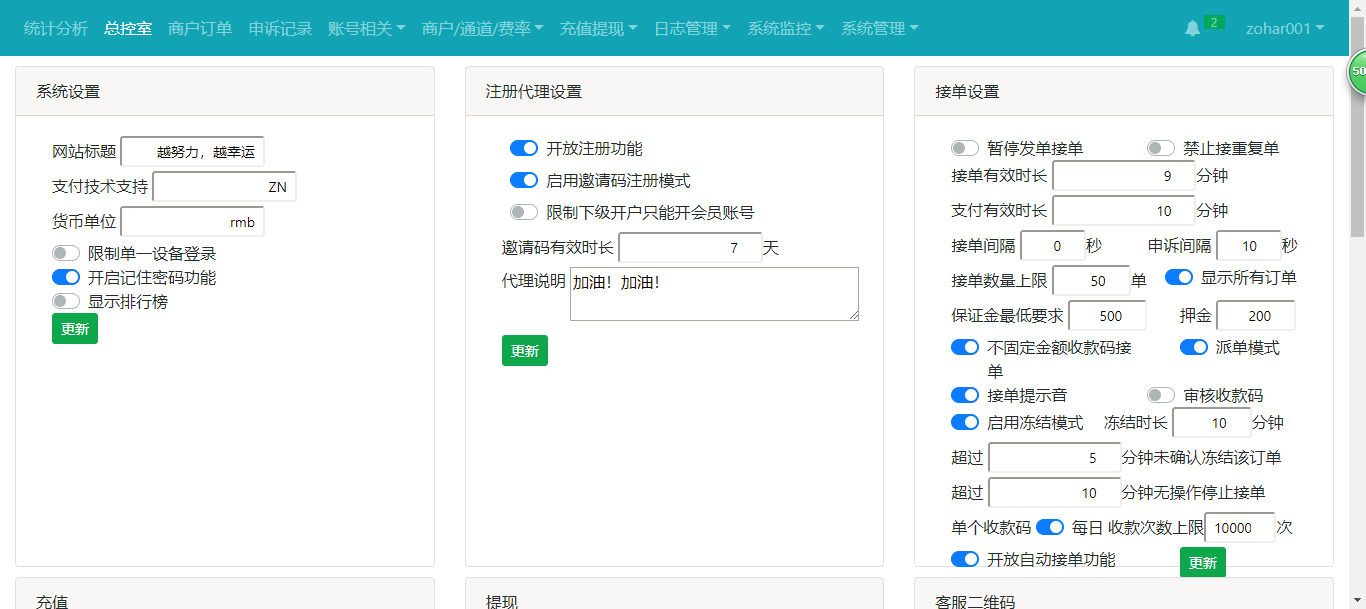 统计分析 总控室 商户订单 申诉记录 账号相关 商户/通道/费率 充值提现 日志管理 系统监控 系统管理 2 zohar001
50
系统设置
网站标题 越努力，越幸运
支付技术支持 ZN
货币单位 rmb
限制单一设备登录
开启记住密码功能
显示排行榜
更新
注册代理设置
开放注册功能
启用邀请码注册模式
限制下级开户只能开会员账号
邀请码有效时长 7 天
代理说明 加油！加油！
更新
接单设置
暂停发单接单 禁止接重复单
接单有效时长 9 分钟
支付有效时长 10 分钟
接单间隔 0 秒 申诉间隔 10 秒
接单数量上限 50 单 显示所有订单
保证金最低要求 500 押金 200
不固定金额收款码接 派单模式
单
接单提示音 审核收款码
启用冻结模式 冻结时长 10 分钟
超过 5 分钟未确认冻结该订单
超过 10 分钟无操作停止接单
单个收款码 每日 收款次数上限 10000 次
开放自动接单功能 更新
充值
提现
客服二维码